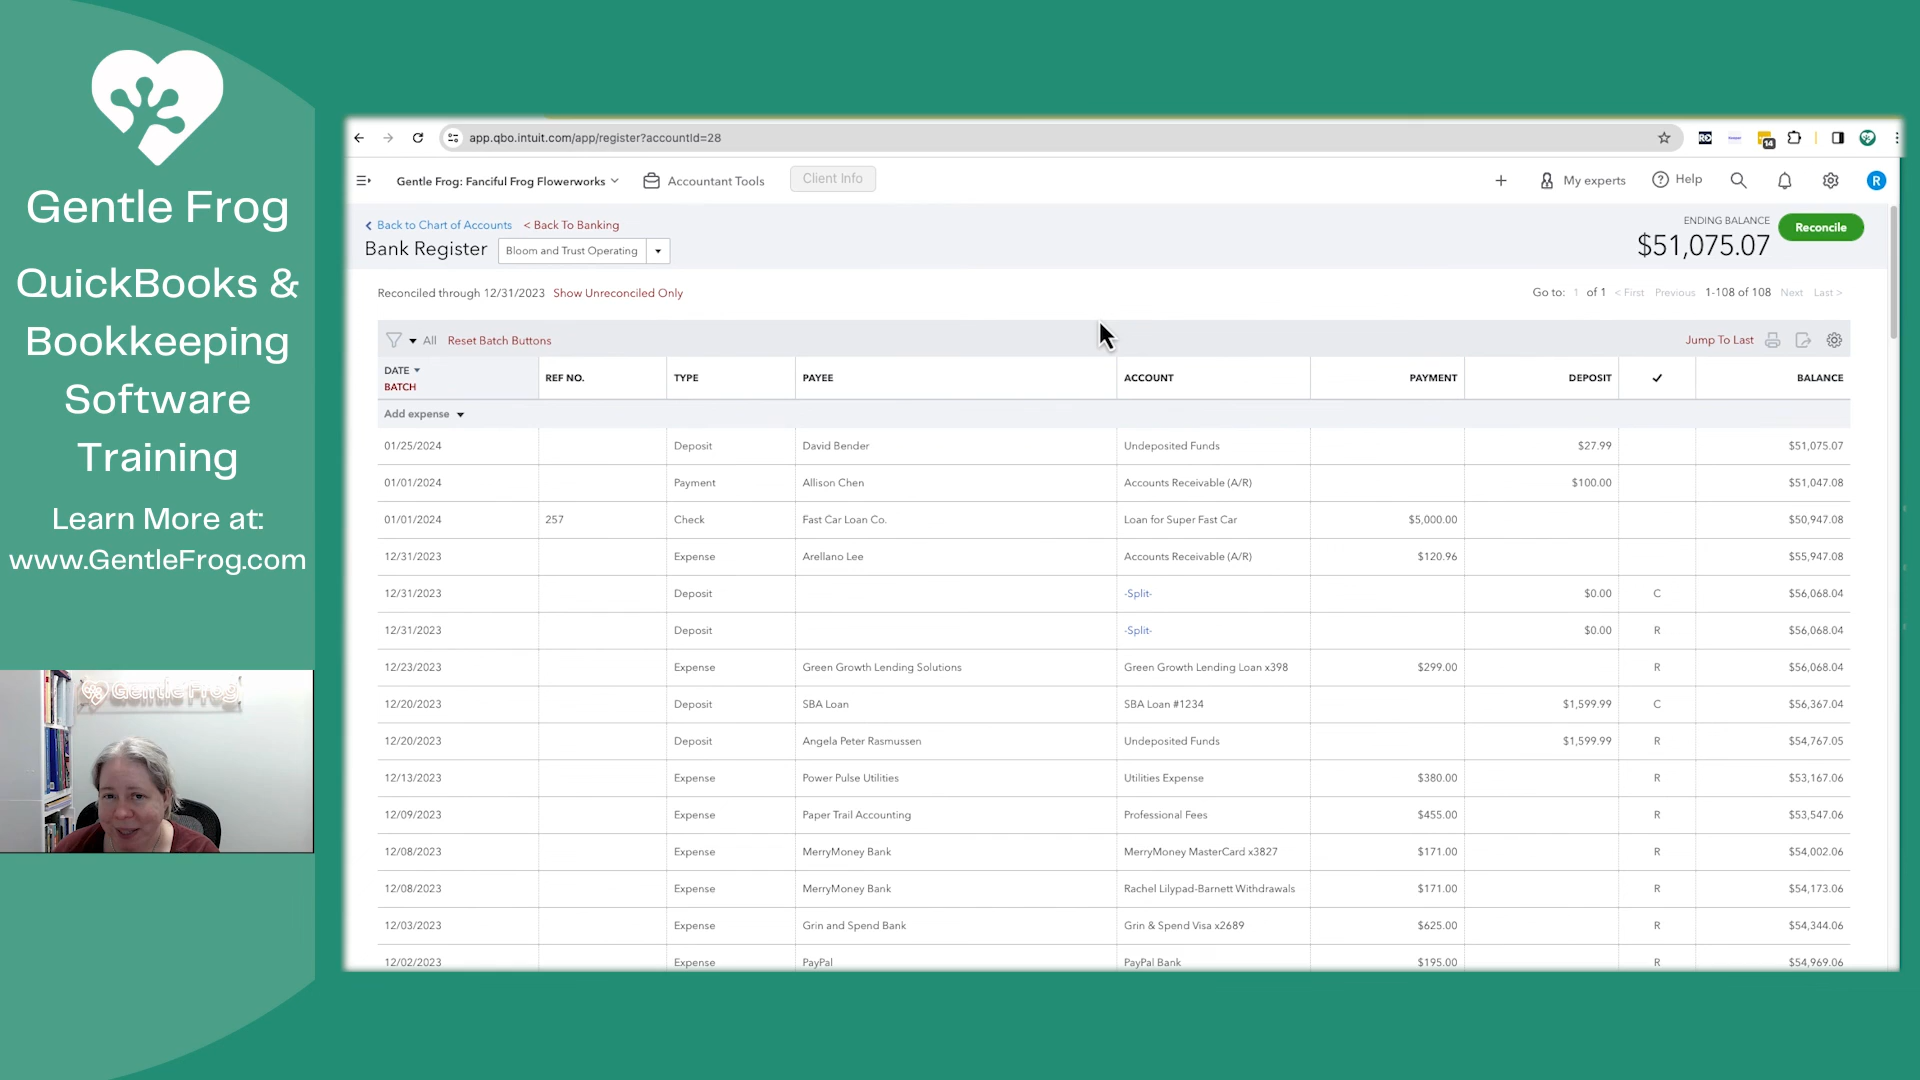 Gentle Frog
QuickBooks &
Bookkeeping
Software
Training
Learn More at:
www.GentleFrog.com
Gentle Frog
app.qbo.intuit.com/app/register?accountId=28
14
Gentle Frog: Fanciful Frog Flowerworks Accountant Tools Client Info My experts Help R
Back to Chart of Accounts < Back To Banking
Bank Register Bloom and Trust Operating
ENDING BALANCE
$51,075.07 Reconcile
Reconciled through 12/31/2023 Show Unreconciled Only Go to: 1 of 1 < First Previous 1-108 of 108 Next Last >
All Reset Batch Buttons Jump To Last
DATE BATCH REF NO. TYPE PAYEE ACCOUNT PAYMENT DEPOSIT ✓ BALANCE
Add expense
01/25/2024 Deposit David Bender Undeposited Funds $27.99 $51,075.07
01/01/2024 Payment Allison Chen Accounts Receivable (A/R) $100.00 $51,047.08
01/01/2024 257 Check Fast Car Loan Co. Loan for Super Fast Car $5,000.00 $50,947.08
12/31/2023 Expense Arellano Lee Accounts Receivable (A/R) $120.96 $55,947.08
12/31/2023 Deposit -Split- $0.00 C $56,068.04
12/31/2023 Deposit -Split- $0.00 R $56,068.04
12/23/2023 Expense Green Growth Lending Solutions Green Growth Lending Loan x398 $299.00 R $56,068.04
12/20/2023 Deposit SBA Loan SBA Loan #1234 $1,599.99 C $56,367.04
12/20/2023 Deposit Angela Peter Rasmussen Undeposited Funds $1,599.99 R $54,767.05
12/13/2023 Expense Power Pulse Utilities Utilities Expense $380.00 R $53,167.06
12/09/2023 Expense Paper Trail Accounting Professional Fees $455.00 R $53,547.06
12/08/2023 Expense MerryMoney Bank MerryMoney MasterCard x3827 $171.00 R $54,002.06
12/08/2023 Expense MerryMoney Bank Rachel Lilypad-Barnett Withdrawals $171.00 R $54,173.06
12/03/2023 Expense Grin and Spend Bank Grin & Spend Visa x2689 $625.00 R $54,344.06
12/02/2023 Expense PayPal PayPal Bank $195.00 R $54,969.06